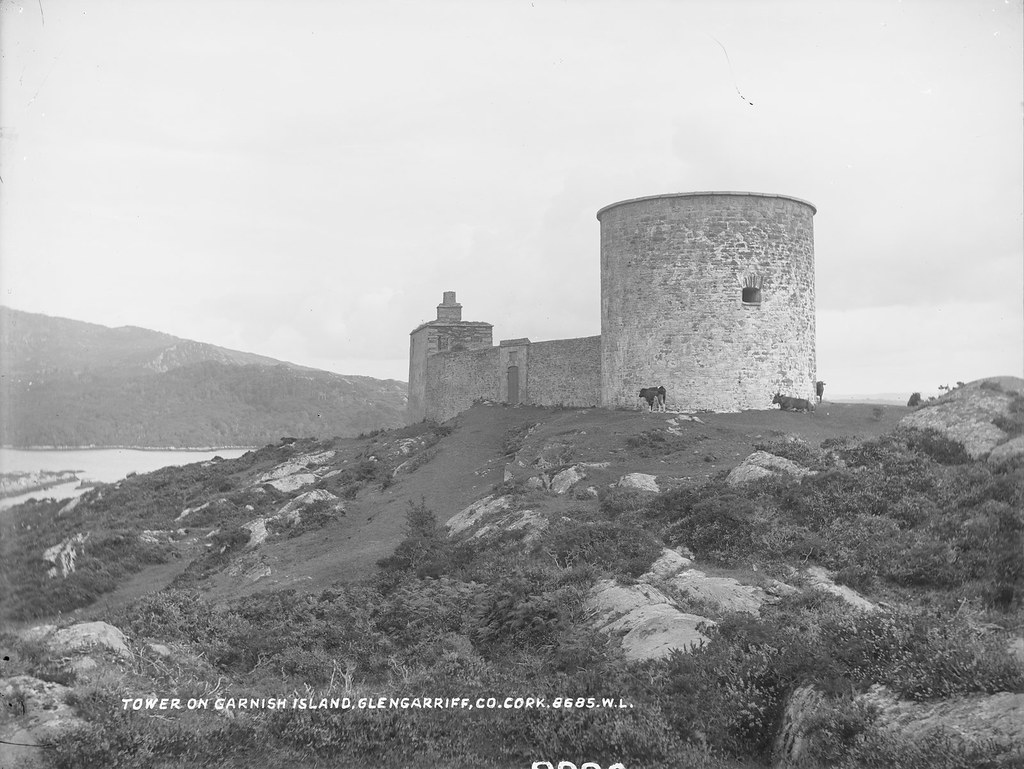 TOWER ON GARNISH ISLAND, GLENGARRIFF, CO. CORK. 8685. W.L.